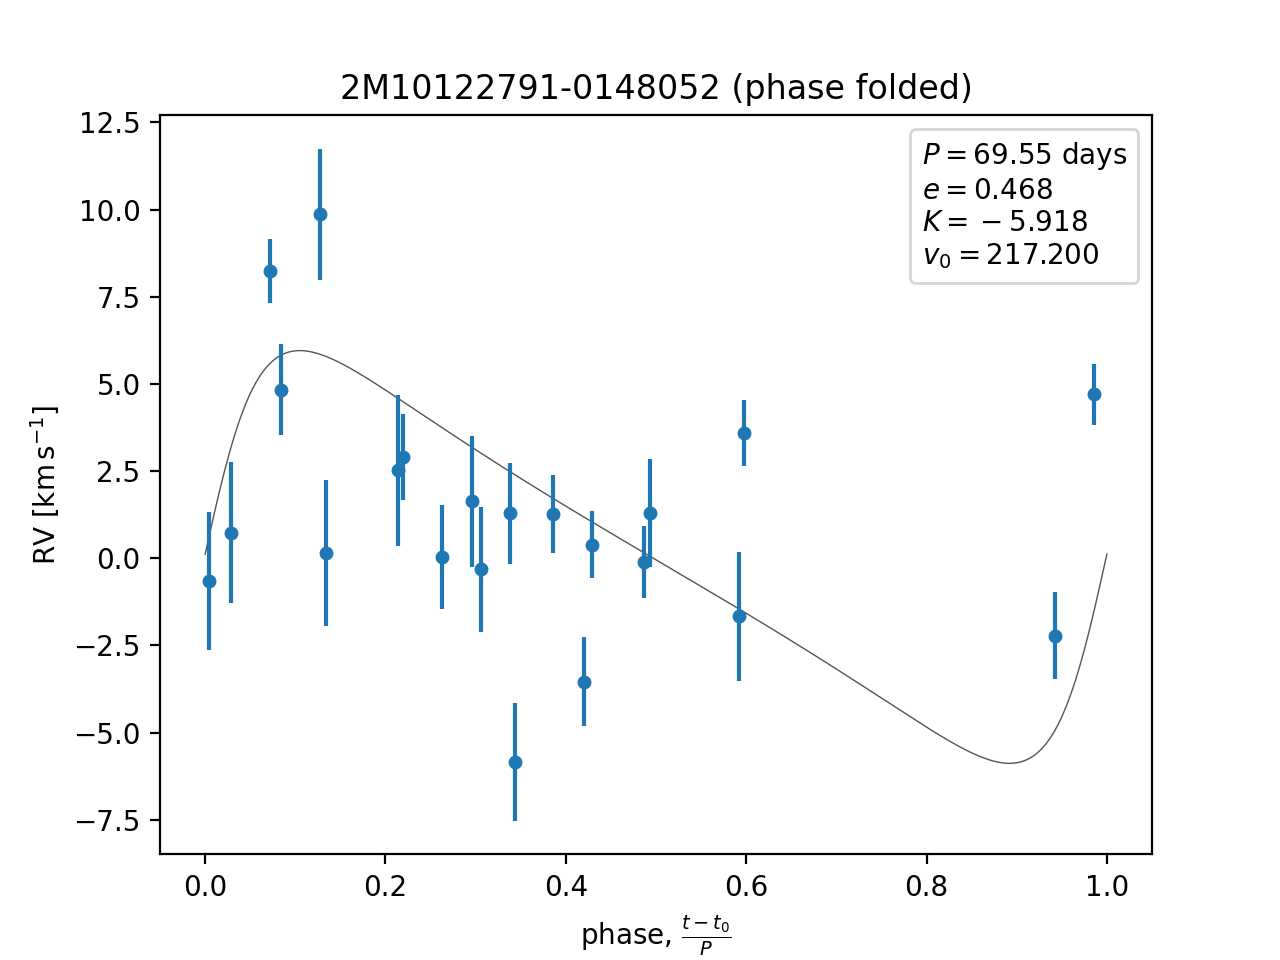 2M10122791-0148052 (phase folded)
P = 69.55 days
e = 0.468
K = −5.918
v₀ = 217.200
RV [km s⁻¹]
12.5
10.0
7.5
5.0
2.5
0.0
−2.5
−5.0
−7.5
0.0 0.2 0.4 0.6 0.8 1.0
phase, (t − t₀)/P